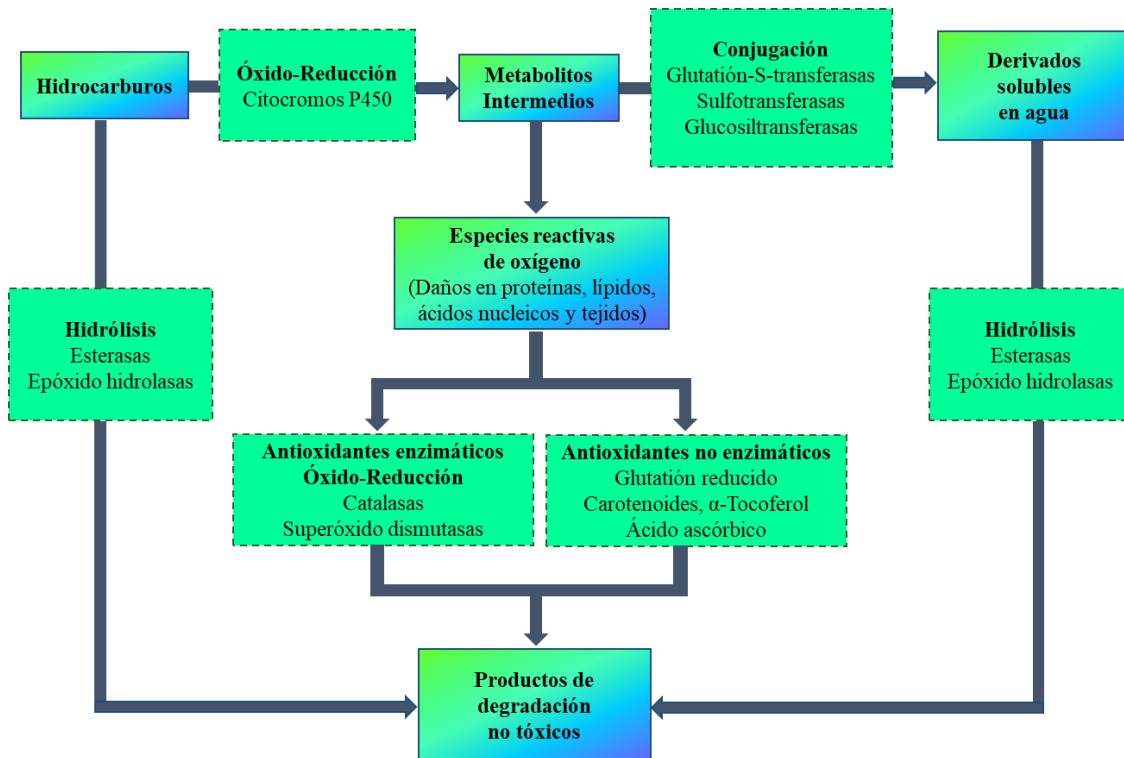 Hidrocarburos
Óxido-Reducción
Citocromos P450
Metabolitos
Intermedios
Conjugación
Glutatión-S-transferasas
Sulfotransferasas
Glucosiltransferasas
Derivados
solubles
en agua
Especies reactivas
de oxígeno
(Daños en proteínas, lípidos,
ácidos nucleicos y tejidos)
Hidrólisis
Esterasas
Epóxido hidrolasas
Hidrólisis
Esterasas
Epóxido hidrolasas
Antioxidantes enzimáticos
Óxido-Reducción
Catalasas
Superóxido dismutasas
Antioxidantes no enzimáticos
Glutatión reducido
Carotenoides, α-Tocoferol
Ácido ascórbico
Productos de
degradación
no tóxicos